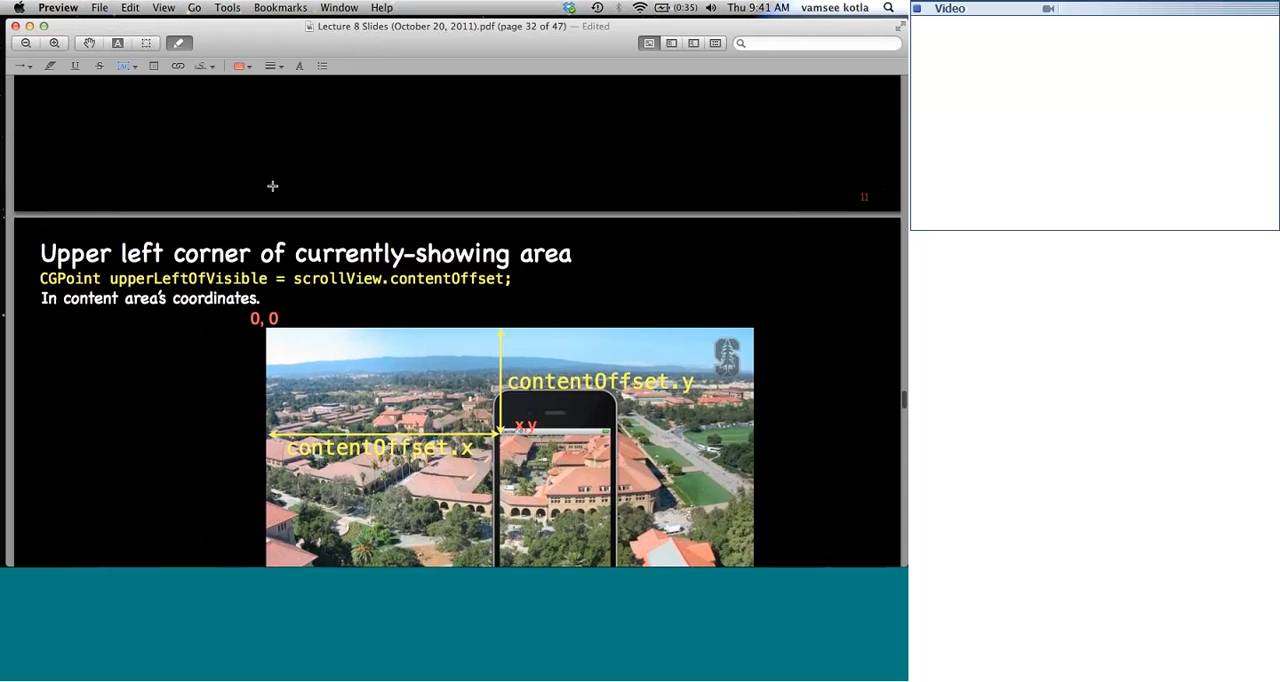 Preview File Edit View Go Tools Bookmarks Window Help (0:35) Thu 9:41 AM vamsee kotla
Video
Lecture 8 Slides (October 20, 2011).pdf (page 32 of 47) — Edited
11
Upper left corner of currently-showing area
CGPoint upperLeftOfVisible = scrollView.contentOffset;
In content area's coordinates.
0, 0
contentOffset.y
x,y
contentOffset.x